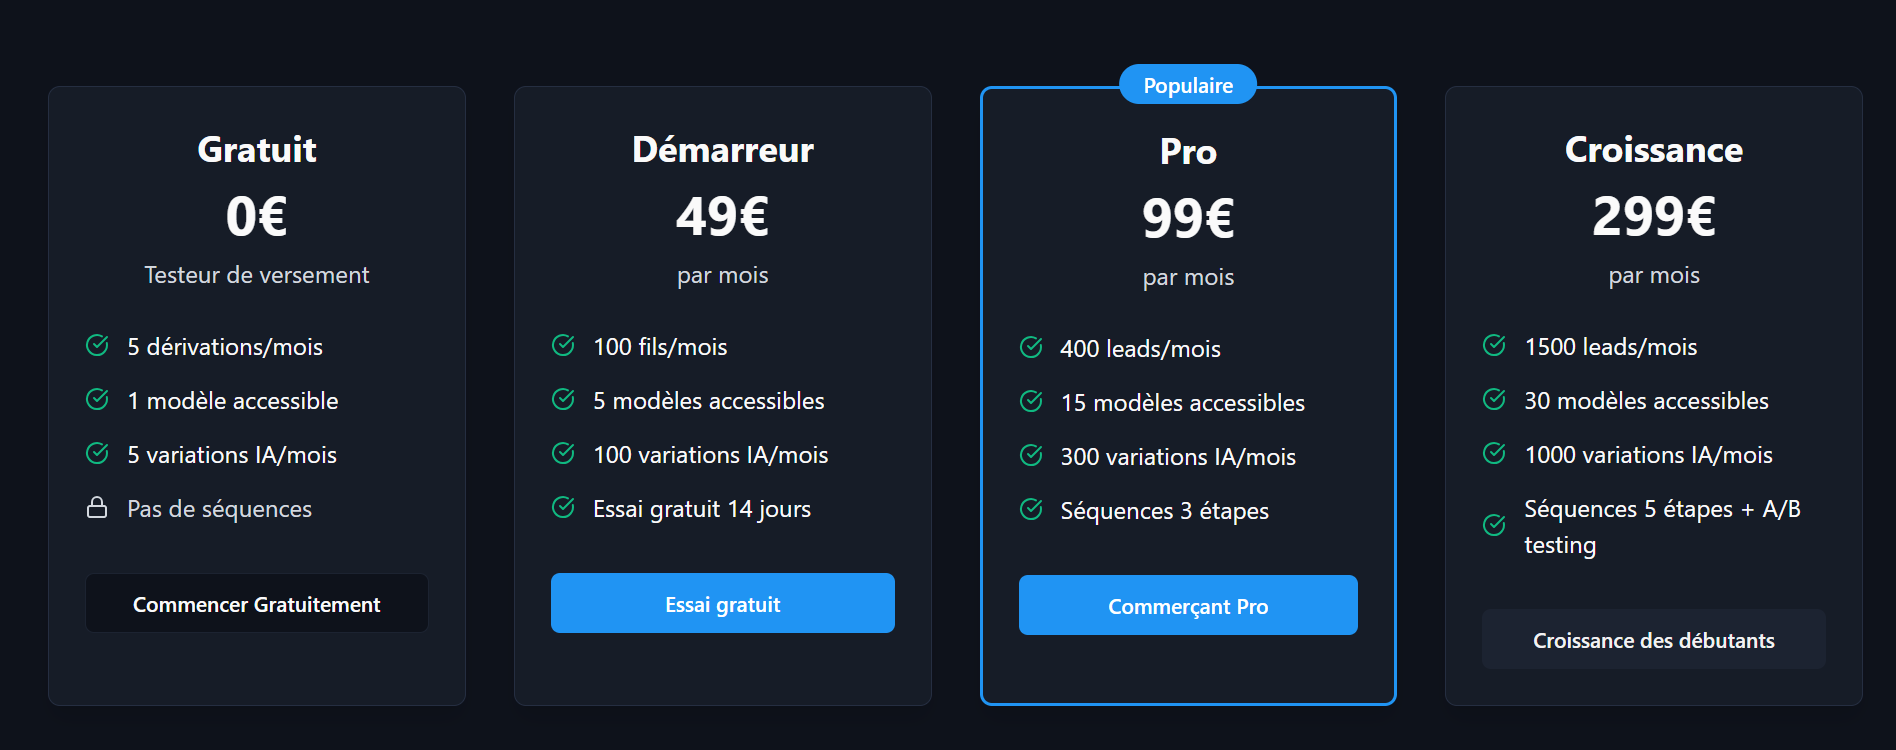 Gratuit
0€
Testeur de versement
5 dérivations/mois
1 modèle accessible
5 variations IA/mois
Pas de séquences
Commencer Gratuitement
Démarreur
49€
par mois
100 fils/mois
5 modèles accessibles
100 variations IA/mois
Essai gratuit 14 jours
Essai gratuit
Populaire
Pro
99€
par mois
400 leads/mois
15 modèles accessibles
300 variations IA/mois
Séquences 3 étapes
Commerçant Pro
Croissance
299€
par mois
1500 leads/mois
30 modèles accessibles
1000 variations IA/mois
Séquences 5 étapes + A/B
testing
Croissance des débutants